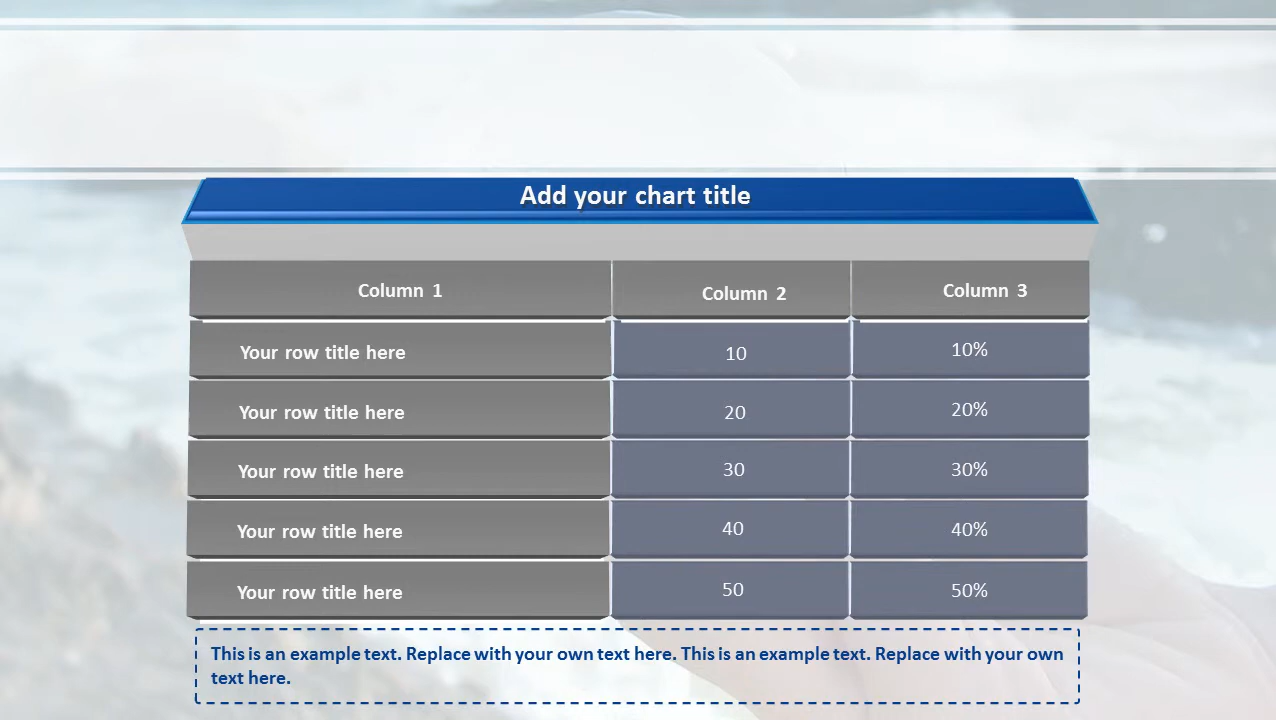 Add your chart title
Column 1 Column 2 Column 3
Your row title here 10 10%
Your row title here 20 20%
Your row title here 30 30%
Your row title here 40 40%
Your row title here 50 50%
This is an example text. Replace with your own text here. This is an example text. Replace with your own
text here.